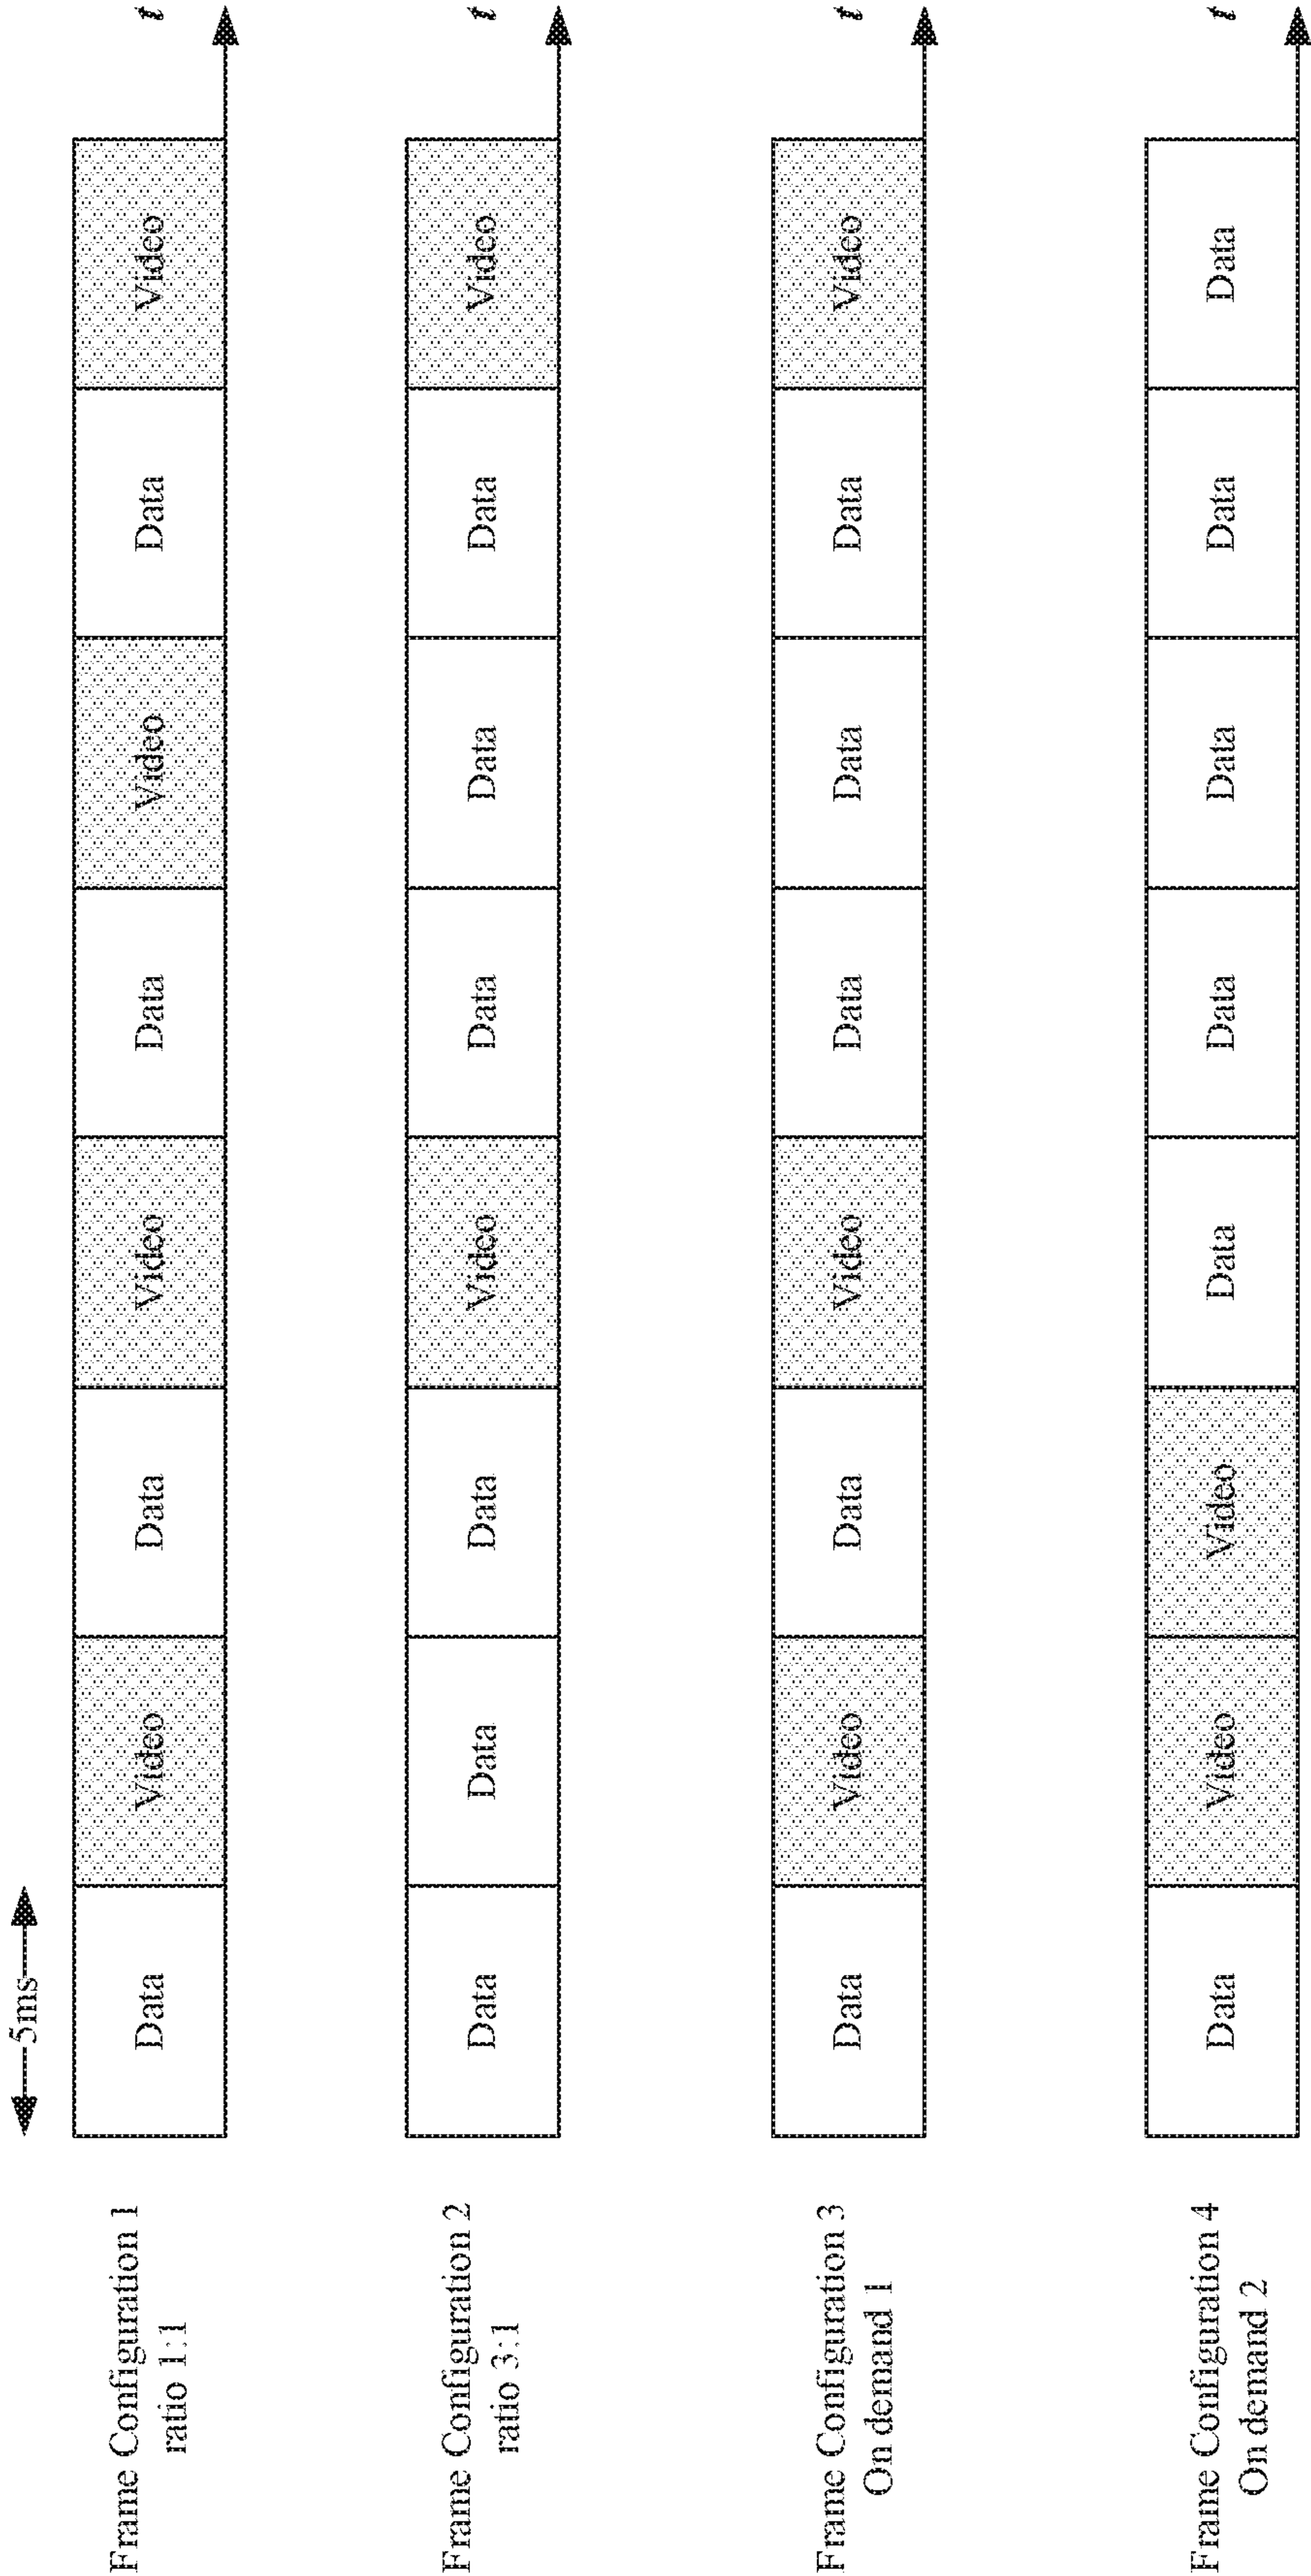 5ms
Frame Configuration 1
ratio 1:1
Data
Video
Data
Video
Data
Video
Data
Video
t
Frame Configuration 2
ratio 3:1
Data
Data
Data
Video
Data
Data
Data
Video
t
Frame Configuration 3
On demand 1
Data
Video
Data
Video
Data
Data
Data
Video
t
Frame Configuration 4
On demand 2
Data
Video
Video
Data
Data
Data
Data
Data
t